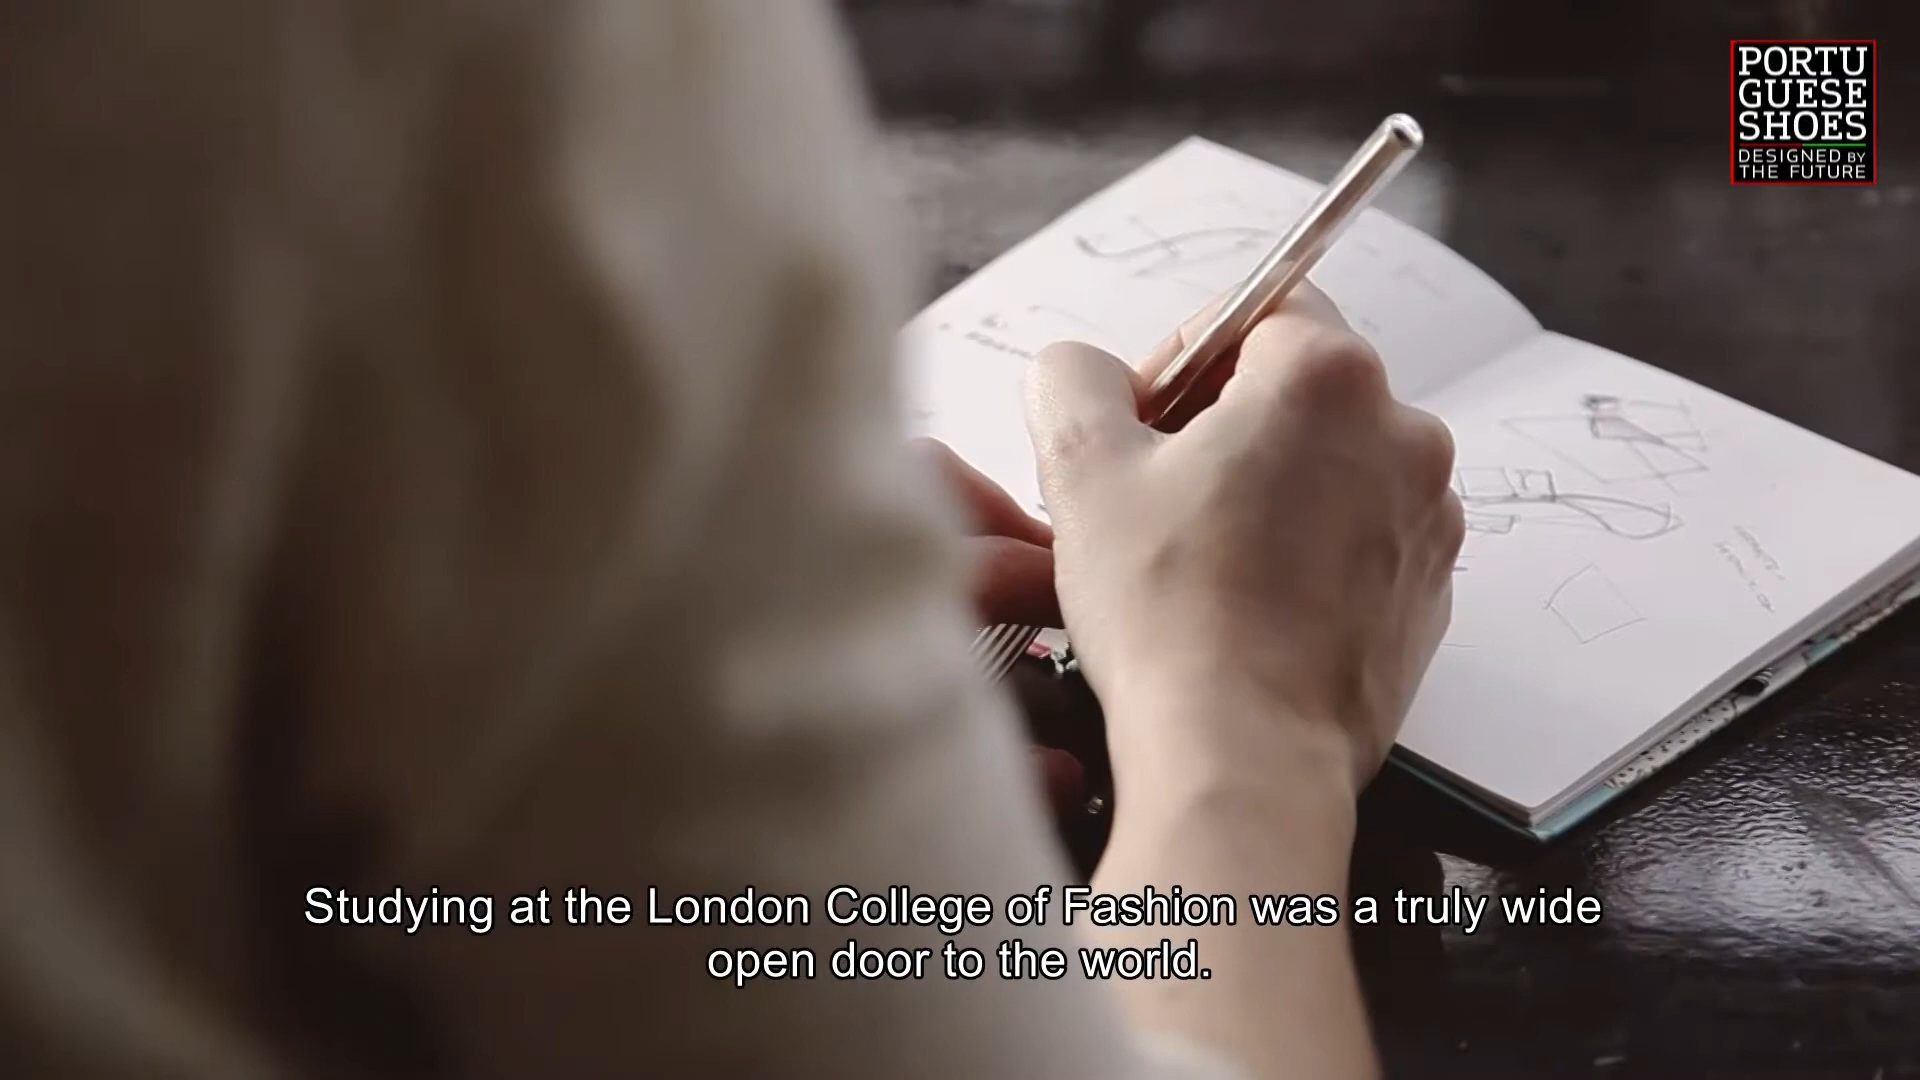 PORTU
GUESE
SHOES
DESIGNED BY
THE FUTURE
Studying at the London College of Fashion was a truly wide
open door to the world.